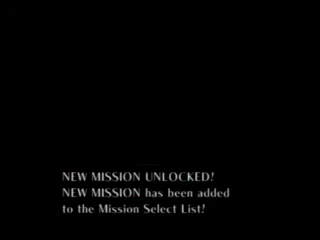 NEW MISSION UNLOCKED!
NEW MISSION has been added
to the Mission Select List!